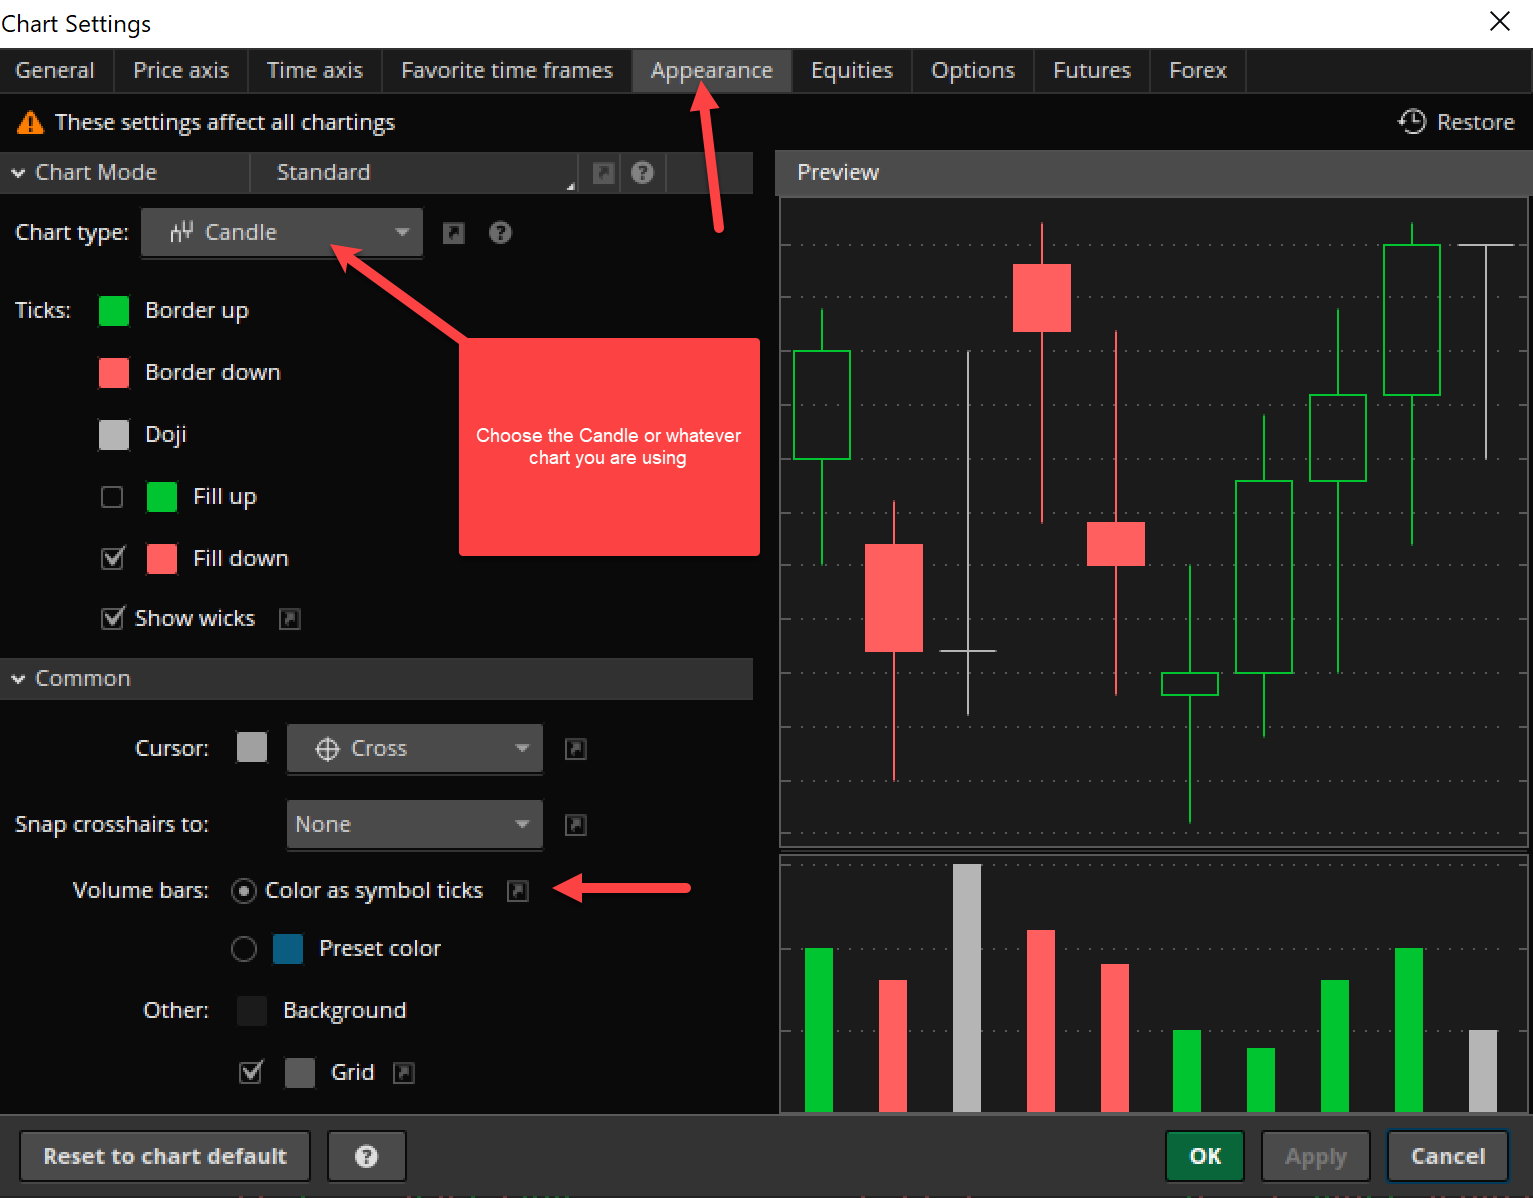 Chart Settings
General Price axis Time axis Favorite time frames Appearance Equities Options Futures Forex
These settings affect all chartings
Restore
Chart Mode Standard
Preview
Chart type: Candle
Ticks: Border up
Border down
Doji
Fill up
Fill down
Show wicks
Choose the Candle or whatever
chart you are using
Common
Cursor: Cross
Snap crosshairs to: None
Volume bars: Color as symbol ticks
Preset color
Other: Background
Grid
Reset to chart default
OK Apply Cancel